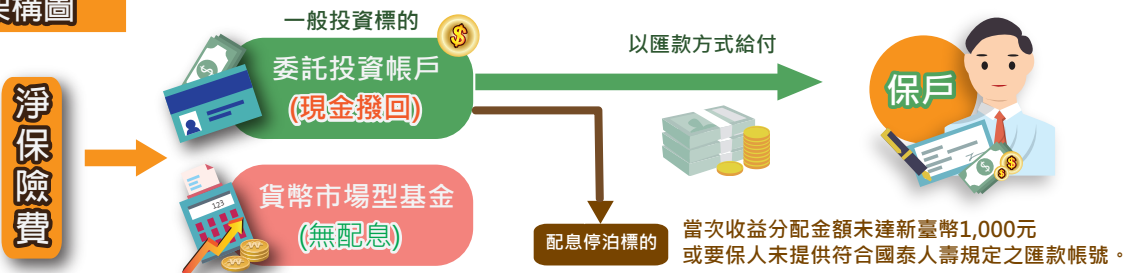 架構圖
一般投資標的
委託投資帳戶
(現金撥回)
以匯款方式給付
保戶
淨保險費
貨幣市場型基金
(無配息)
123
配息停泊標的
當次收益分配金額未達新臺幣1,000元
或要保人未提供符合國泰人壽規定之匯款帳號。